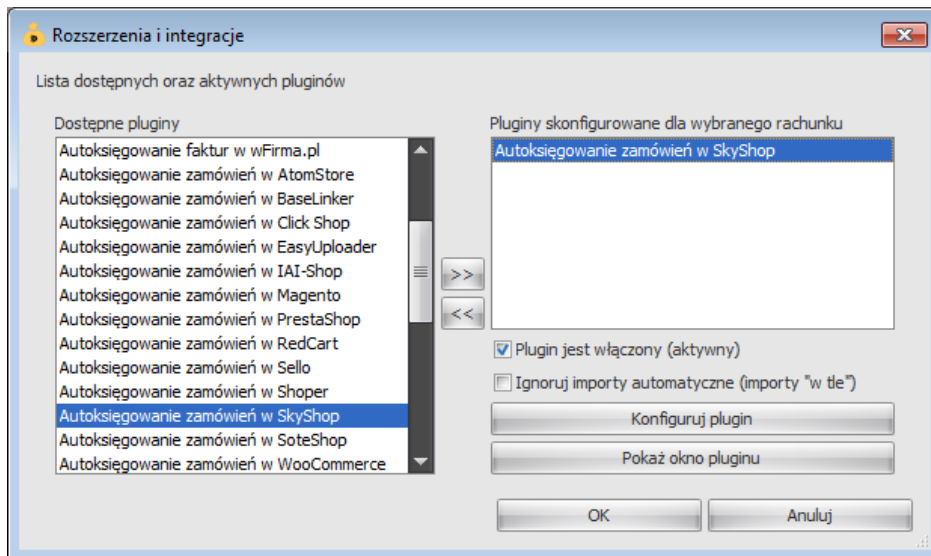 Rozszerzenia i integracje
Lista dostępnych oraz aktywnych pluginów
Dostępne pluginy
Autoksięgowanie faktur w wFirma.pl
Autoksięgowanie zamówień w AtomStore
Autoksięgowanie zamówień w BaseLinker
Autoksięgowanie zamówień w Click Shop
Autoksięgowanie zamówień w EasyUploader
Autoksięgowanie zamówień w IAI-Shop
Autoksięgowanie zamówień w Magento
Autoksięgowanie zamówień w PrestaShop
Autoksięgowanie zamówień w RedCart
Autoksięgowanie zamówień w Sello
Autoksięgowanie zamówień w Shoper
Autoksięgowanie zamówień w SkyShop
Autoksięgowanie zamówień w SoteShop
Autoksięgowanie zamówień w WooCommerce
>>
<<
Pluginy skonfigurowane dla wybranego rachunku
Autoksięgowanie zamówień w SkyShop
Plugin jest włączony (aktywny)
Ignoruj importy automatyczne (importy "w tle")
Konfiguruj plugin
Pokaż okno pluginu
OK
Anuluj